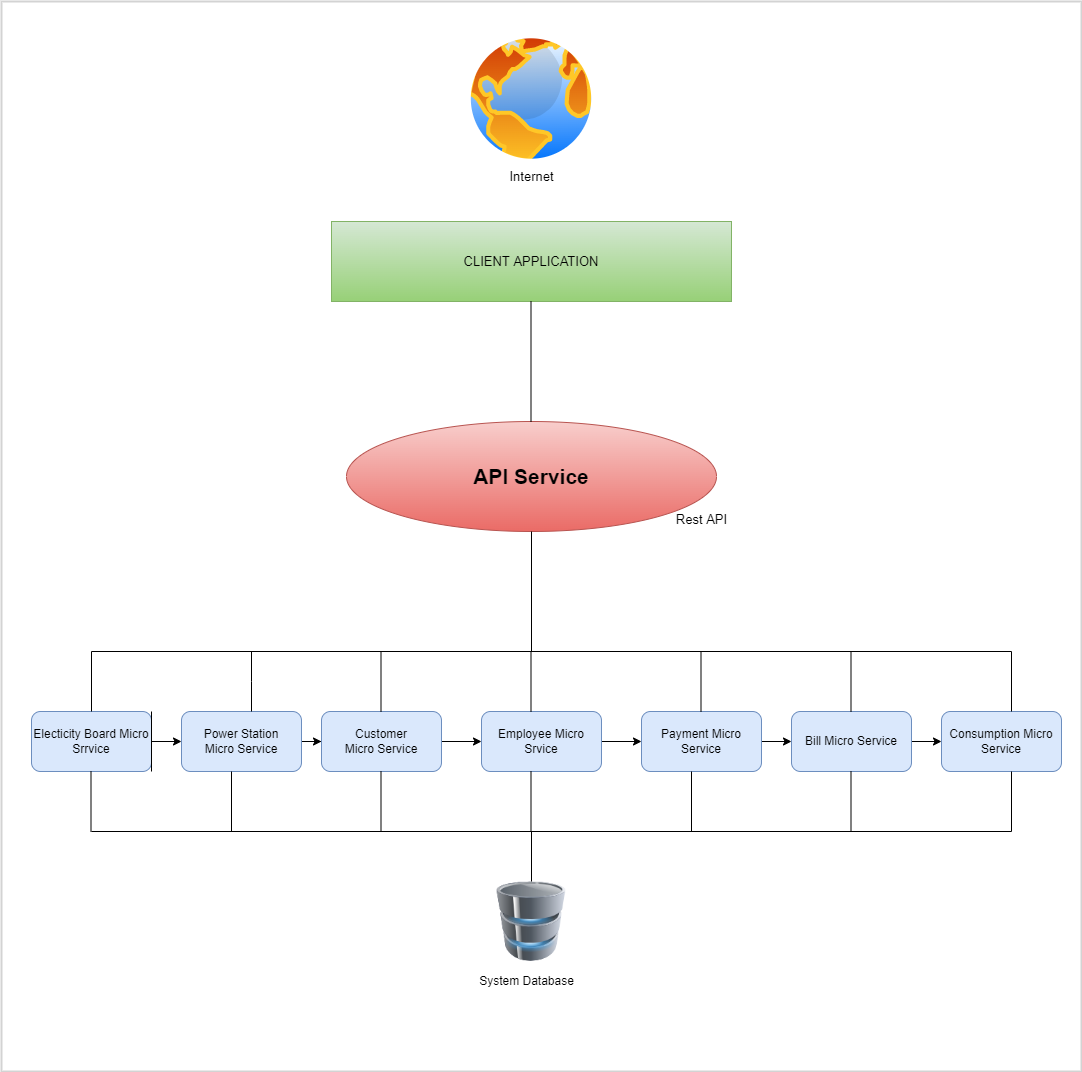 Internet
CLIENT APPLICATION
API Service
Rest API
Electicity Board Micro
Srrvice
Power Station
Micro Service
Customer
Micro Service
Employee Micro
Srvice
Payment Micro
Service
Bill Micro Service
Consumption Micro
Service
System Database